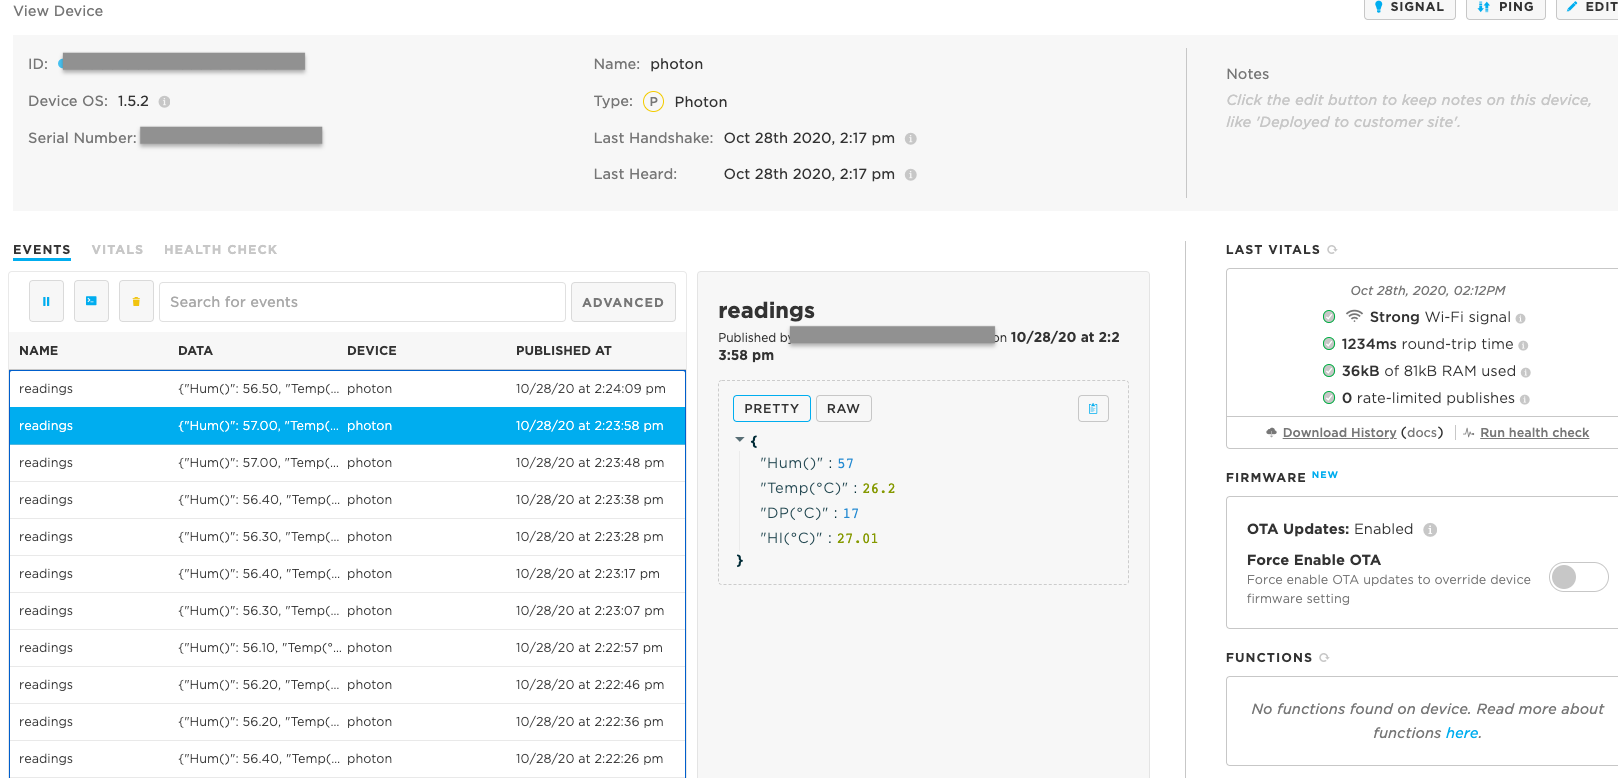 View Device
SIGNAL
PING
EDIT
ID:
Device OS: 1.5.2
Serial Number:
Name: photon
Type: P Photon
Last Handshake: Oct 28th 2020, 2:17 pm
Last Heard: Oct 28th 2020, 2:17 pm
Notes
Click the edit button to keep notes on this device,
like 'Deployed to customer site'.
EVENTS VITALS HEALTH CHECK
Search for events
ADVANCED
NAME DATA DEVICE PUBLISHED AT
readings {"Hum()": 56.50, "Temp(... photon 10/28/20 at 2:24:09 pm
readings {"Hum()": 57.00, "Temp(... photon 10/28/20 at 2:23:58 pm
readings {"Hum()": 57.00, "Temp(... photon 10/28/20 at 2:23:48 pm
readings {"Hum()": 56.40, "Temp(... photon 10/28/20 at 2:23:38 pm
readings {"Hum()": 56.30, "Temp(... photon 10/28/20 at 2:23:28 pm
readings {"Hum()": 56.40, "Temp(... photon 10/28/20 at 2:23:17 pm
readings {"Hum()": 56.30, "Temp(... photon 10/28/20 at 2:23:07 pm
readings {"Hum()": 56.10, "Temp(°... photon 10/28/20 at 2:22:57 pm
readings {"Hum()": 56.20, "Temp(... photon 10/28/20 at 2:22:46 pm
readings {"Hum()": 56.20, "Temp(... photon 10/28/20 at 2:22:36 pm
readings {"Hum()": 56.40, "Temp(... photon 10/28/20 at 2:22:26 pm
readings
Published by on 10/28/20 at 2:2
3:58 pm
PRETTY RAW
{
"Hum()" : 57
"Temp(°C)" : 26.2
"DP(°C)" : 17
"HI(°C)" : 27.01
}
LAST VITALS
Oct 28th, 2020, 02:12PM
Strong Wi-Fi signal
1234ms round-trip time
36kB of 81kB RAM used
0 rate-limited publishes
Download History (docs) Run health check
FIRMWARE NEW
OTA Updates: Enabled
Force Enable OTA
Force enable OTA updates to override device
firmware setting
FUNCTIONS
No functions found on device. Read more about
functions here.